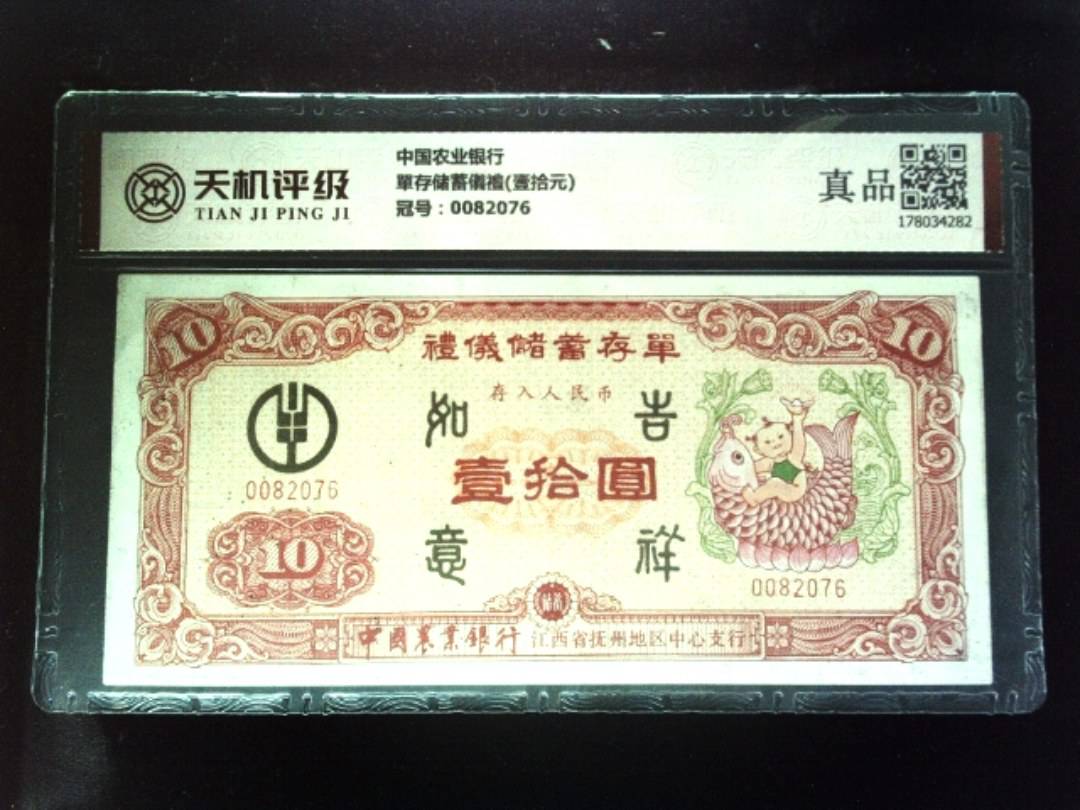 天机评级
TIAN JI PING JI
中国农业银行
單存储蓄儀禮(壹拾元)
冠号：0082076
真品
178034282
10
10
禮儀儲蓄存單
存入人民币
如
吉
壹拾圓
0082076
10
意
祥
0082076
中國農業銀行 江西省抚州地区中心支行